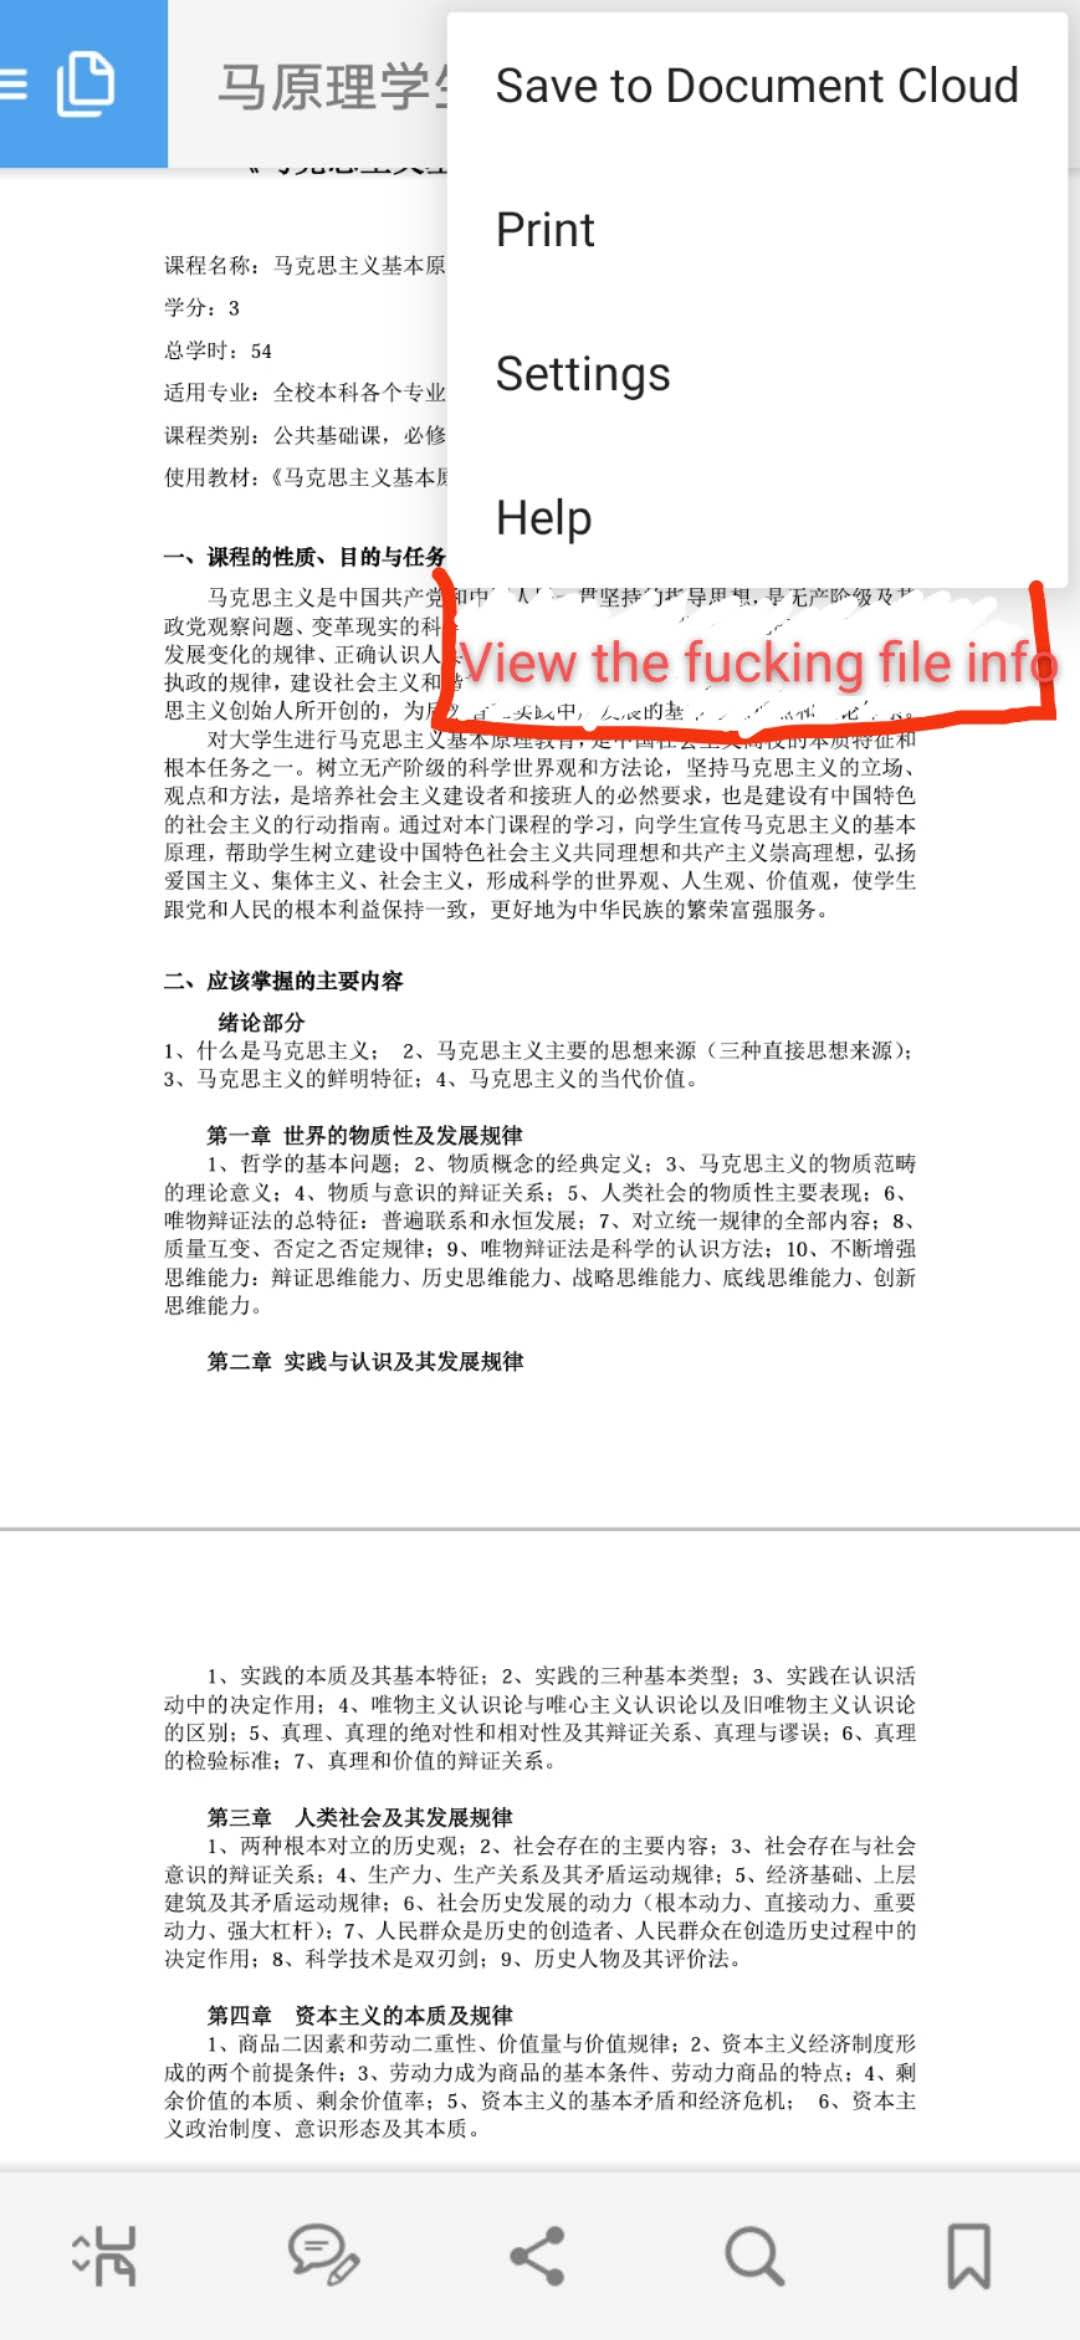 马原理学
Save to Document Cloud
Print
课程名称：马克思主义基本原
学分：3
总学时：54
Settings
适用专业：全校本科各个专业
课程类别：公共基础课，必修
使用教材：《马克思主义基本原
Help
一、课程的性质、目的与任务
马克思主义是中国共产党和中 人 一贯坚持的指导思想，是无产阶级及其
政党观察问题、变革现实的科学
发展变化的规律、正确认识人类
View the fucking file info
执政的规律，建设社会主义和谐
思主义创始人所开创的，为后 实践中 发展的基
对大学生进行马克思主义基本原理教育，是中国社会主义高校的本质特征和
根本任务之一。树立无产阶级的科学世界观和方法论，坚持马克思主义的立场、
观点和方法，是培养社会主义建设者和接班人的必然要求，也是建设有中国特色
的社会主义的行动指南。通过对本门课程的学习，向学生宣传马克思主义的基本
原理，帮助学生树立建设中国特色社会主义共同理想和共产主义崇高理想，弘扬
爱国主义、集体主义、社会主义，形成科学的世界观、人生观、价值观，使学生
跟党和人民的根本利益保持一致，更好地为中华民族的繁荣富强服务。
二、应该掌握的主要内容
绪论部分
1、什么是马克思主义； 2、马克思主义主要的思想来源（三种直接思想来源）；
3、马克思主义的鲜明特征；4、马克思主义的当代价值。
第一章 世界的物质性及发展规律
1、哲学的基本问题；2、物质概念的经典定义；3、马克思主义的物质范畴
的理论意义；4、物质与意识的辩证关系；5、人类社会的物质性主要表现；6、
唯物辩证法的总特征：普遍联系和永恒发展；7、对立统一规律的全部内容；8、
质量互变、否定之否定规律；9、唯物辩证法是科学的认识方法；10、不断增强
思维能力：辩证思维能力、历史思维能力、战略思维能力、底线思维能力、创新
思维能力。
第二章 实践与认识及其发展规律
1、实践的本质及其基本特征；2、实践的三种基本类型；3、实践在认识活
动中的决定作用；4、唯物主义认识论与唯心主义认识论以及旧唯物主义认识论
的区别；5、真理、真理的绝对性和相对性及其辩证关系、真理与谬误；6、真理
的检验标准；7、真理和价值的辩证关系。
第三章 人类社会及其发展规律
1、两种根本对立的历史观；2、社会存在的主要内容；3、社会存在与社会
意识的辩证关系；4、生产力、生产关系及其矛盾运动规律；5、经济基础、上层
建筑及其矛盾运动规律；6、社会历史发展的动力（根本动力、直接动力、重要
动力、强大杠杆）；7、人民群众是历史的创造者、人民群众在创造历史过程中的
决定作用；8、科学技术是双刃剑；9、历史人物及其评价法。
第四章 资本主义的本质及规律
1、商品二因素和劳动二重性、价值量与价值规律；2、资本主义经济制度形
成的两个前提条件；3、劳动力成为商品的基本条件、劳动力商品的特点；4、剩
余价值的本质、剩余价值率；5、资本主义的基本矛盾和经济危机； 6、资本主
义政治制度、意识形态及其本质。